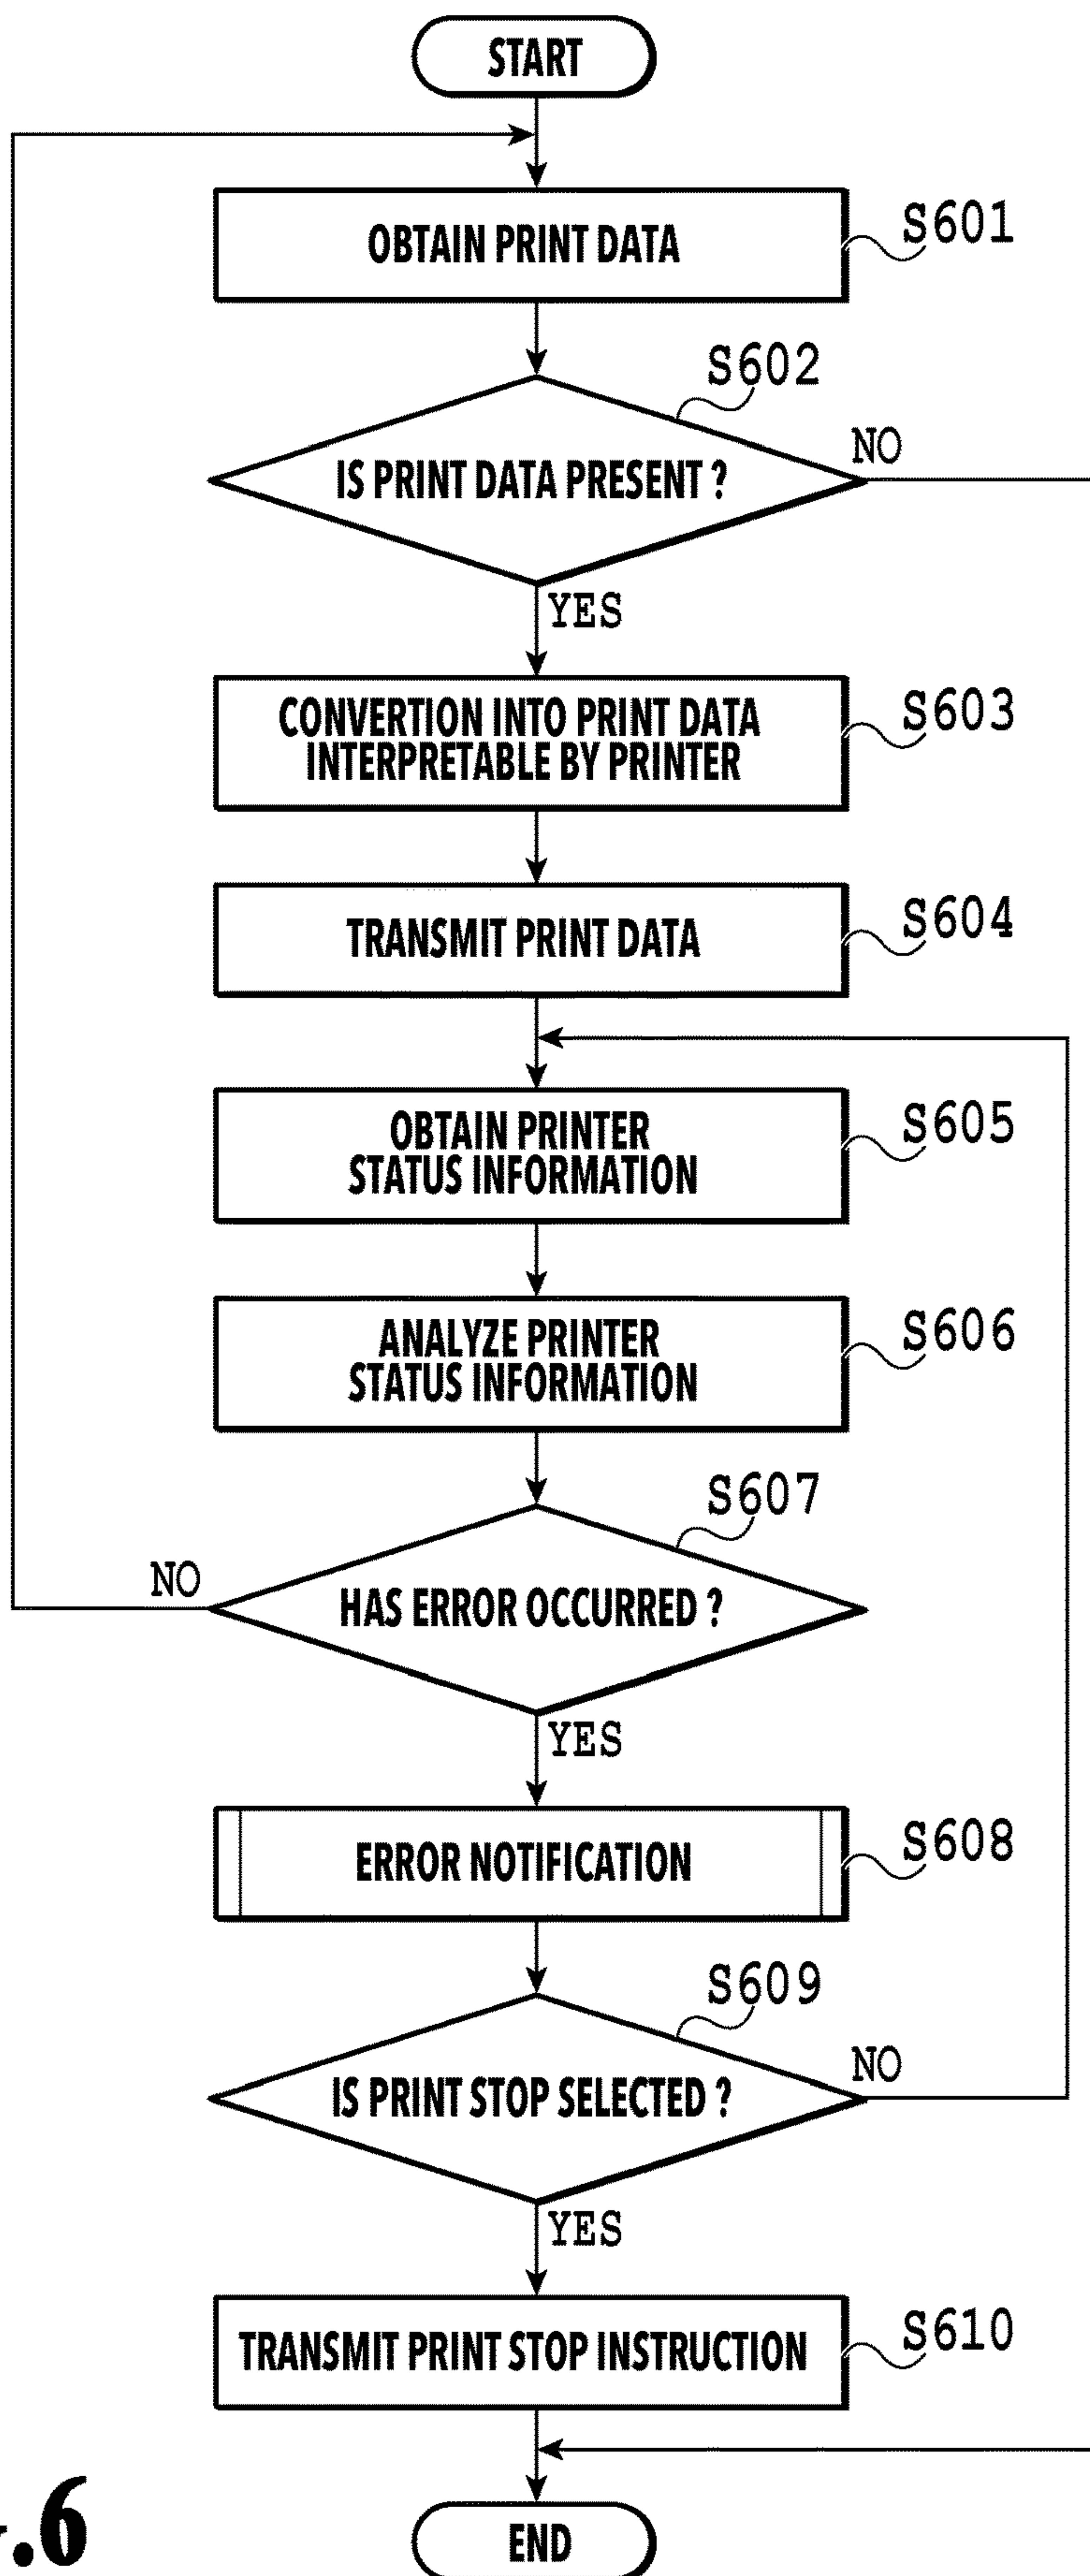 START
OBTAIN PRINT DATA
S601
S602
IS PRINT DATA PRESENT ?
NO
YES
CONVERTION INTO PRINT DATA
INTERPRETABLE BY PRINTER
S603
TRANSMIT PRINT DATA
S604
OBTAIN PRINTER
STATUS INFORMATION
S605
ANALYZE PRINTER
STATUS INFORMATION
S606
S607
NO
HAS ERROR OCCURRED ?
YES
ERROR NOTIFICATION
S608
S609
IS PRINT STOP SELECTED ?
NO
YES
TRANSMIT PRINT STOP INSTRUCTION
S610
END
.6